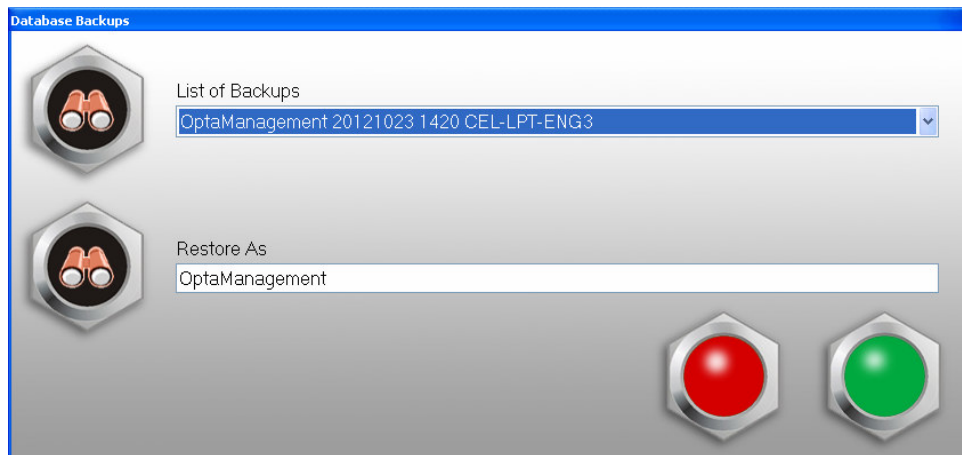 Database Backups
List of Backups
OptaManagement 20121023 1420 CEL-LPT-ENG3
Restore As
OptaManagement